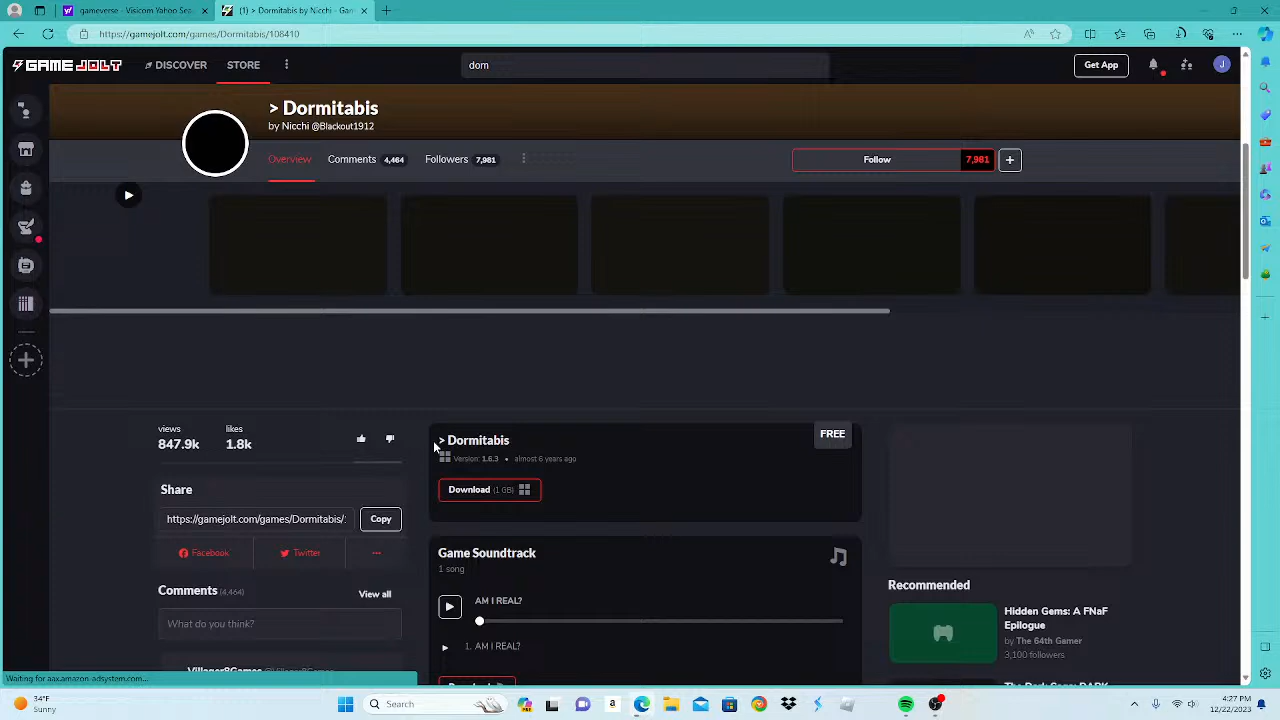 gameverse - Visicom Yahoo Sea
(1) > Dormitabis by Nicchi - Gam
https://gamejolt.com/games/Dormitabis/108410
GAME JOLT
DISCOVER
STORE
dom
Get App
J
> Dormitabis
by Nicchi @Blackout1912
Overview
Comments 4,464
Followers 7,981
Follow 7,981
views
847.9k
likes
1.8k
> Dormitabis
FREE
Version: 1.6.3 • almost 6 years ago
Download (1 GB)
Share
https://gamejolt.com/games/Dormitabis/:
Copy
Facebook
Twitter
Game Soundtrack
1 song
AM I REAL?
1. AM I REAL?
Comments (4,464)
View all
What do you think?
Villager8Games
Recommended
Hidden Gems: A FNaF
Epilogue
by The 64th Gamer
3,100 followers
Waiting for aax.amazon-adsystem.com...
34°F
Sunny
Search
4:27 PM
12/22/2023